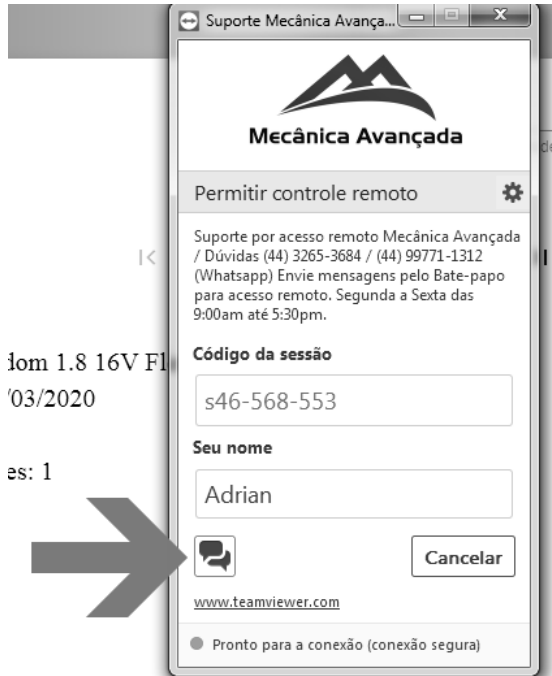 Suporte Mecânica Avança...
Mecânica Avançada
Permitir controle remoto
Suporte por acesso remoto Mecânica Avançada
/ Dúvidas (44) 3265-3684 / (44) 99771-1312
(Whatsapp) Envie mensagens pelo Bate-papo
para acesso remoto. Segunda a Sexta das
9:00am até 5:30pm.
Código da sessão
s46-568-553
Seu nome
Adrian
Cancelar
www.teamviewer.com
Pronto para a conexão (conexão segura)
dom 1.8 16V Fl
/03/2020
es: 1
de